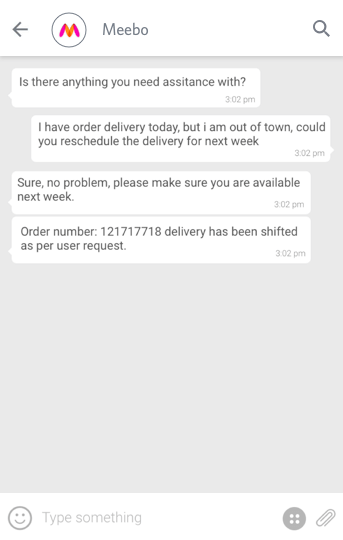 Meebo
Is there anything you need assitance with?
3:02 pm
I have order delivery today, but i am out of town, could
you reschedule the delivery for next week
3:02 pm
Sure, no problem, please make sure you are available
next week.
3:02 pm
Order number: 121717718 delivery has been shifted
as per user request.
3:02 pm
Type something